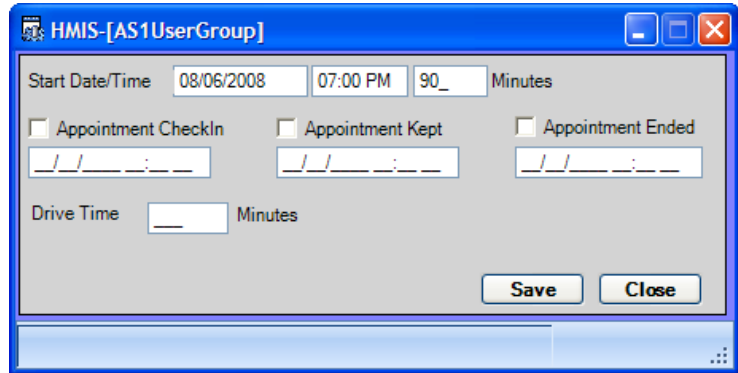 HMIS-[AS1UserGroup]
Start Date/Time 08/06/2008 07:00 PM 90_ Minutes
Appointment CheckIn Appointment Kept Appointment Ended
__/__/____ __:__ __ __/__/____ __:__ __ __/__/____ __:__ __
Drive Time ___ Minutes
Save Close